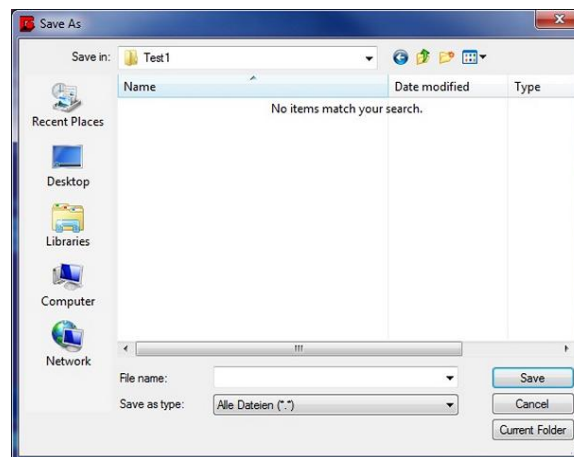 Save As
Save in: Test1
Name Date modified Type
No items match your search.
Recent Places
Desktop
Libraries
Computer
Network
File name: Save
Save as type: Alle Dateien (*.*) Cancel
Current Folder